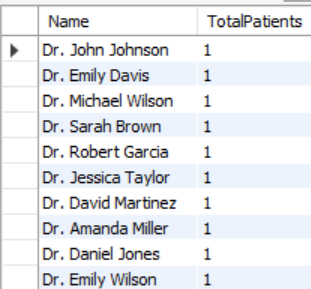 Name TotalPatients
Dr. John Johnson 1
Dr. Emily Davis 1
Dr. Michael Wilson 1
Dr. Sarah Brown 1
Dr. Robert Garcia 1
Dr. Jessica Taylor 1
Dr. David Martinez 1
Dr. Amanda Miller 1
Dr. Daniel Jones 1
Dr. Emily Wilson 1